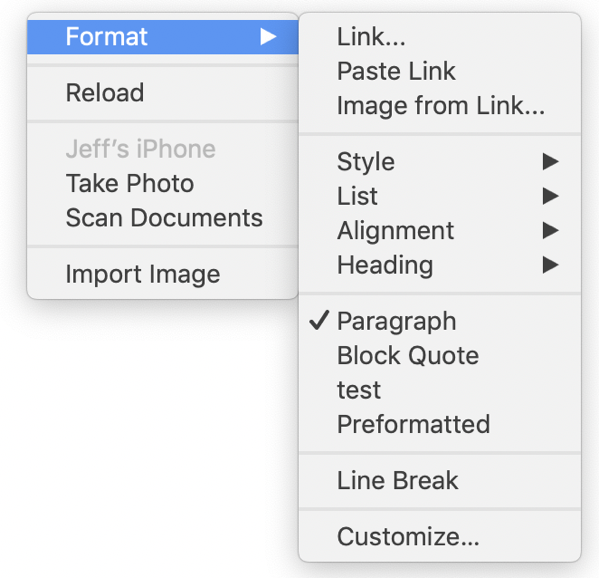 Format
Reload
Jeff’s iPhone
Take Photo
Scan Documents
Import Image
Link...
Paste Link
Image from Link...
Style
List
Alignment
Heading
✓ Paragraph
Block Quote
test
Preformatted
Line Break
Customize...